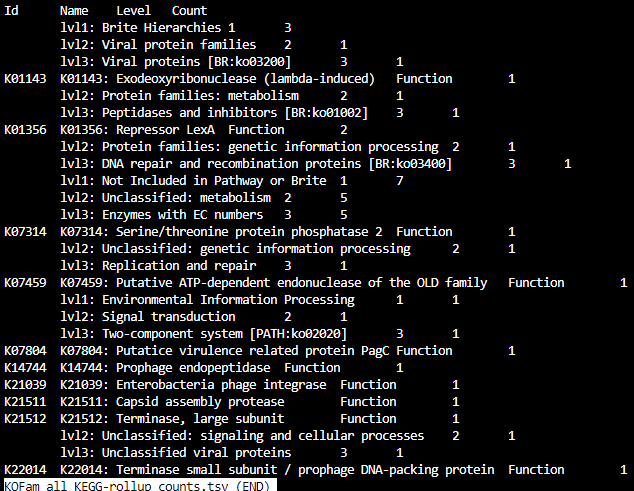 Id Name Level Count
lvl1: Brite Hierarchies 1 3
lvl2: Viral protein families 2 1
lvl3: Viral proteins [BR:ko03200] 3 1
K01143 K01143: Exodeoxyribonuclease (lambda-induced) Function 1
lvl2: Protein families: metabolism 2 1
lvl3: Peptidases and inhibitors [BR:ko01002] 3 1
K01356 K01356: Repressor LexA Function 2
lvl2: Protein families: genetic information processing 2 1
lvl3: DNA repair and recombination proteins [BR:ko03400] 3 1
lvl1: Not Included in Pathway or Brite 1 7
lvl2: Unclassified: metabolism 2 5
lvl3: Enzymes with EC numbers 3 5
K07314 K07314: Serine/threonine protein phosphatase 2 Function 1
lvl2: Unclassified: genetic information processing 2 1
lvl3: Replication and repair 3 1
K07459 K07459: Putative ATP-dependent endonuclease of the OLD family Function 1
lvl1: Environmental Information Processing 1 1
lvl2: Signal transduction 2 1
lvl3: Two-component system [PATH:ko02020] 3 1
K07804 K07804: Putatice virulence related protein PagC Function 1
K14744 K14744: Prophage endopeptidase Function 1
K21039 K21039: Enterobacteria phage integrase Function 1
K21511 K21511: Capsid assembly protease Function 1
K21512 K21512: Terminase, large subunit Function 1
lvl2: Unclassified: signaling and cellular processes 2 1
lvl3: Unclassified viral proteins 3 1
K22014 K22014: Terminase small subunit / prophage DNA-packing protein Function 1
KOFam_all_KEGG-rollup_counts.tsv (END)